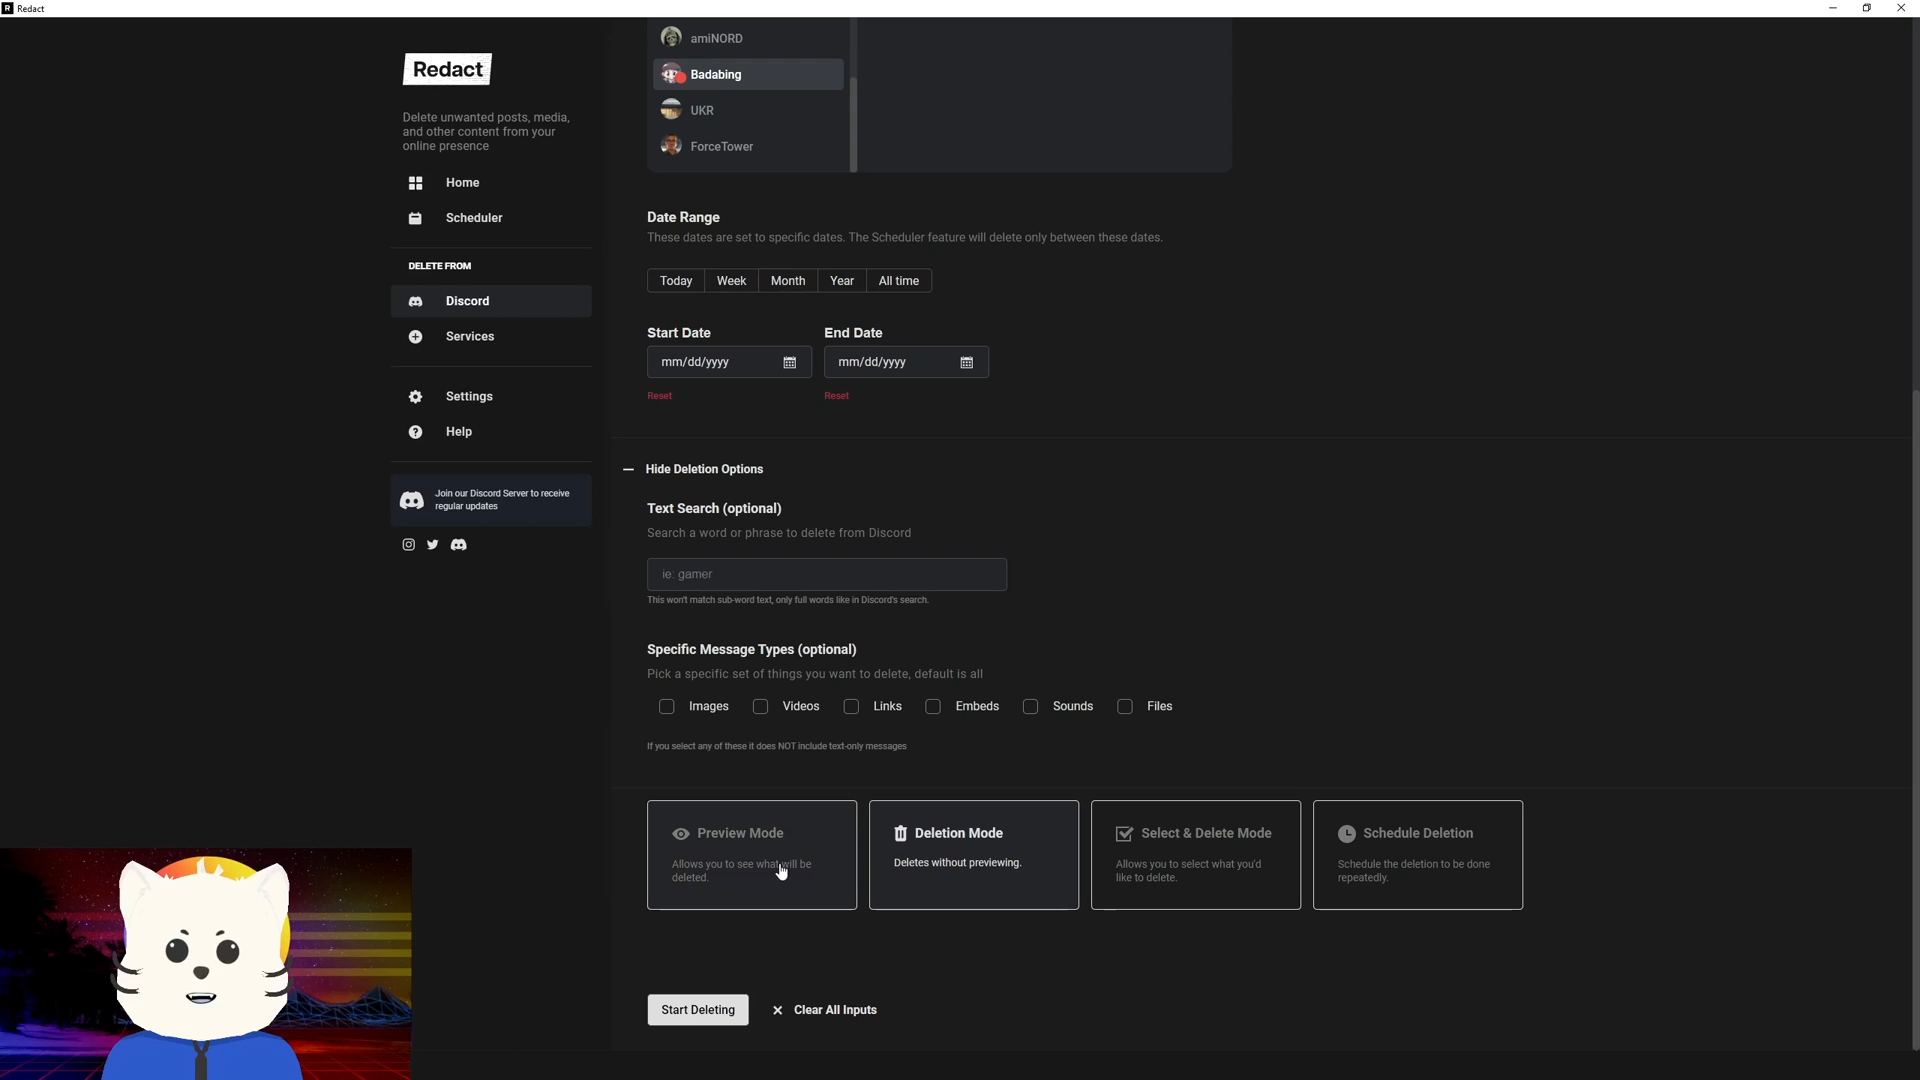 Redact
Redact
Delete unwanted posts, media,
and other content from your
online presence
Home
Scheduler
DELETE FROM
Discord
Services
Settings
Help
Join our Discord Server to receive
regular updates
amiNORD
Badabing
UKR
ForceTower
Date Range
These dates are set to specific dates. The Scheduler feature will delete only between these dates.
Today Week Month Year All time
Start Date End Date
mm/dd/yyyy mm/dd/yyyy
Reset Reset
Hide Deletion Options
Text Search (optional)
Search a word or phrase to delete from Discord
ie: gamer
This won't match sub-word text, only full words like in Discord's search.
Specific Message Types (optional)
Pick a specific set of things you want to delete, default is all
Images Videos Links Embeds Sounds Files
If you select any of these it does NOT include text-only messages
Preview Mode
Allows you to see what will be
deleted.
Deletion Mode
Deletes without previewing.
Select & Delete Mode
Allows you to select what you'd
like to delete.
Schedule Deletion
Schedule the deletion to be done
repeatedly.
Start Deleting Clear All Inputs